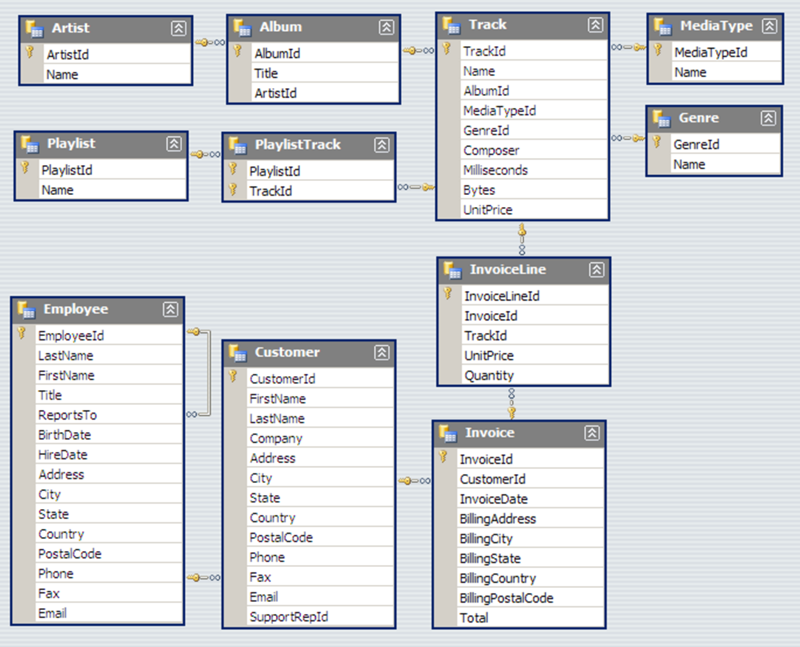 Artist
ArtistId
Name
Album
AlbumId
Title
ArtistId
Track
TrackId
Name
AlbumId
MediaTypeId
GenreId
Composer
Milliseconds
Bytes
UnitPrice
MediaType
MediaTypeId
Name
Genre
GenreId
Name
Playlist
PlaylistId
Name
PlaylistTrack
PlaylistId
TrackId
InvoiceLine
InvoiceLineId
InvoiceId
TrackId
UnitPrice
Quantity
Employee
EmployeeId
LastName
FirstName
Title
ReportsTo
BirthDate
HireDate
Address
City
State
Country
PostalCode
Phone
Fax
Email
Customer
CustomerId
FirstName
LastName
Company
Address
City
State
Country
PostalCode
Phone
Fax
Email
SupportRepId
Invoice
InvoiceId
CustomerId
InvoiceDate
BillingAddress
BillingCity
BillingState
BillingCountry
BillingPostalCode
Total